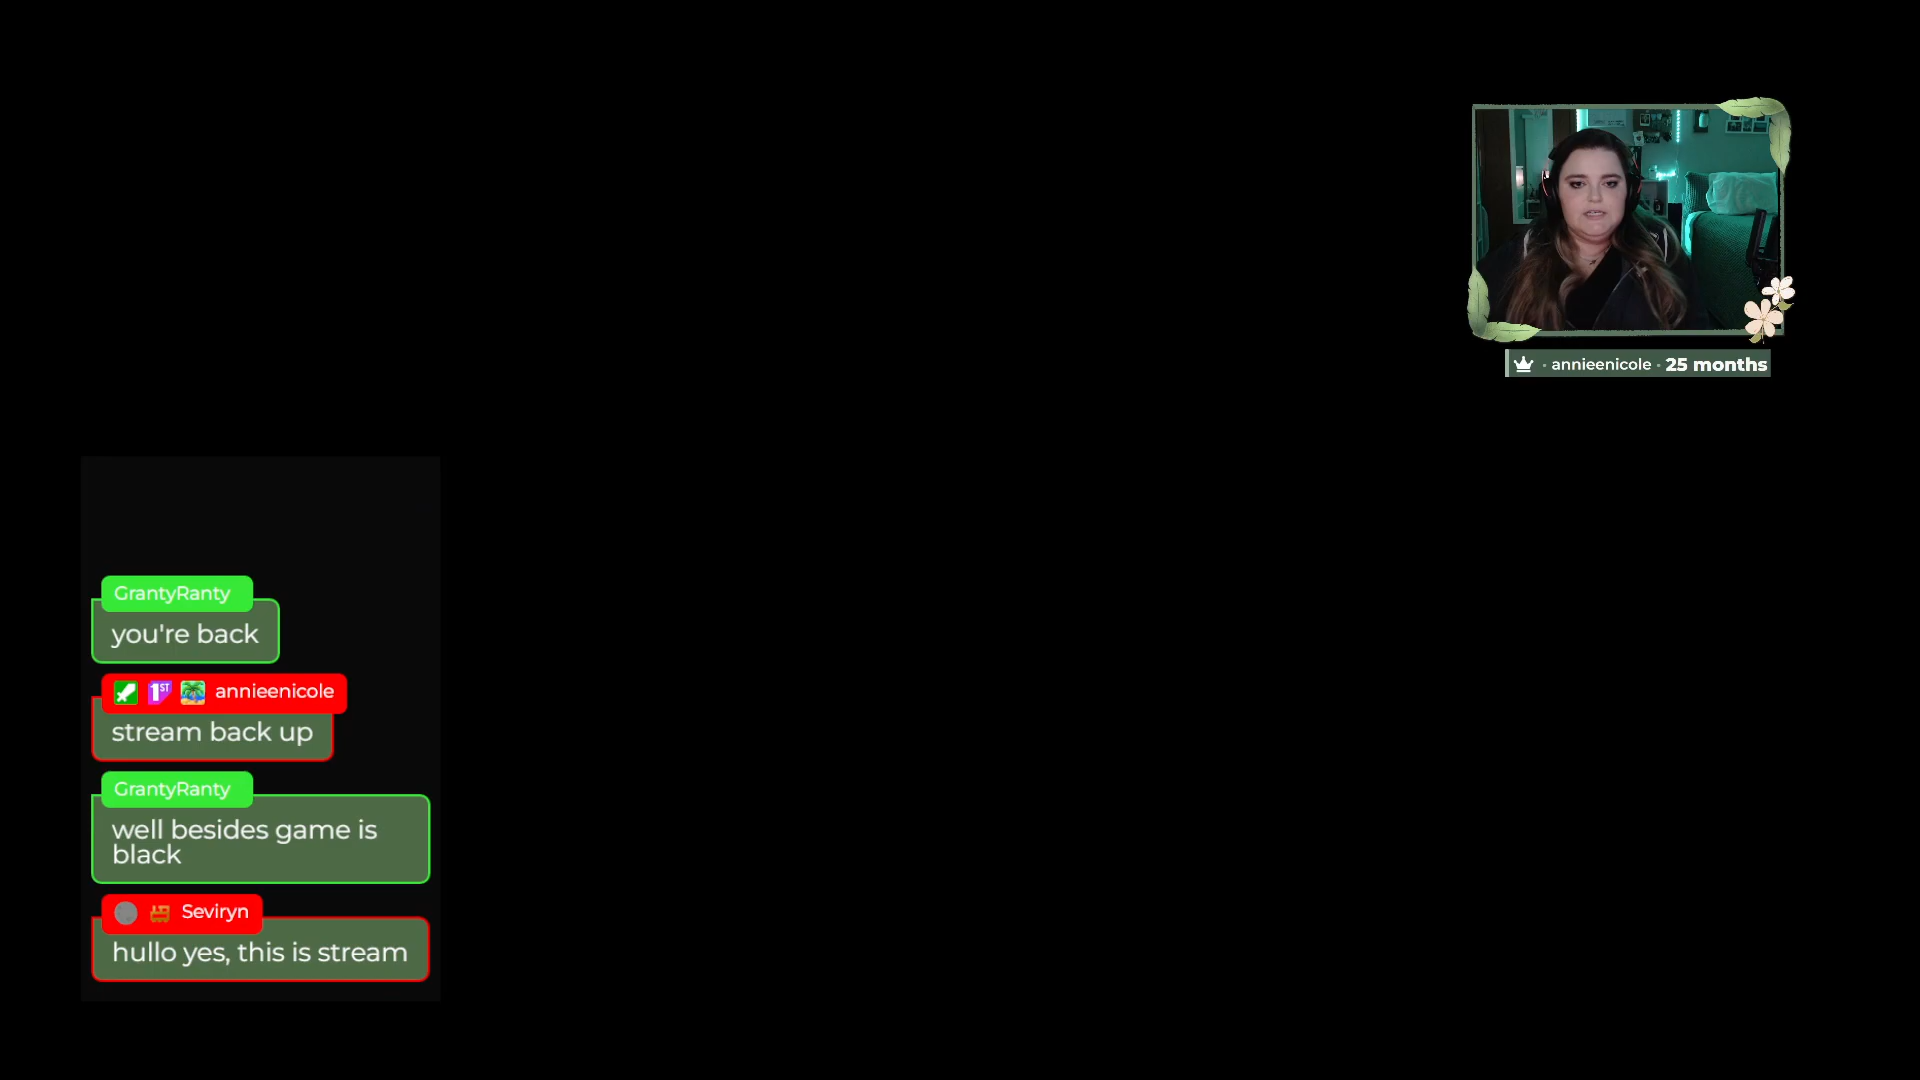 · annieenicole · 25 months
GrantyRanty
you're back
1ST annieenicole
stream back up
GrantyRanty
well besides game is
black
Seviryn
hullo yes, this is stream